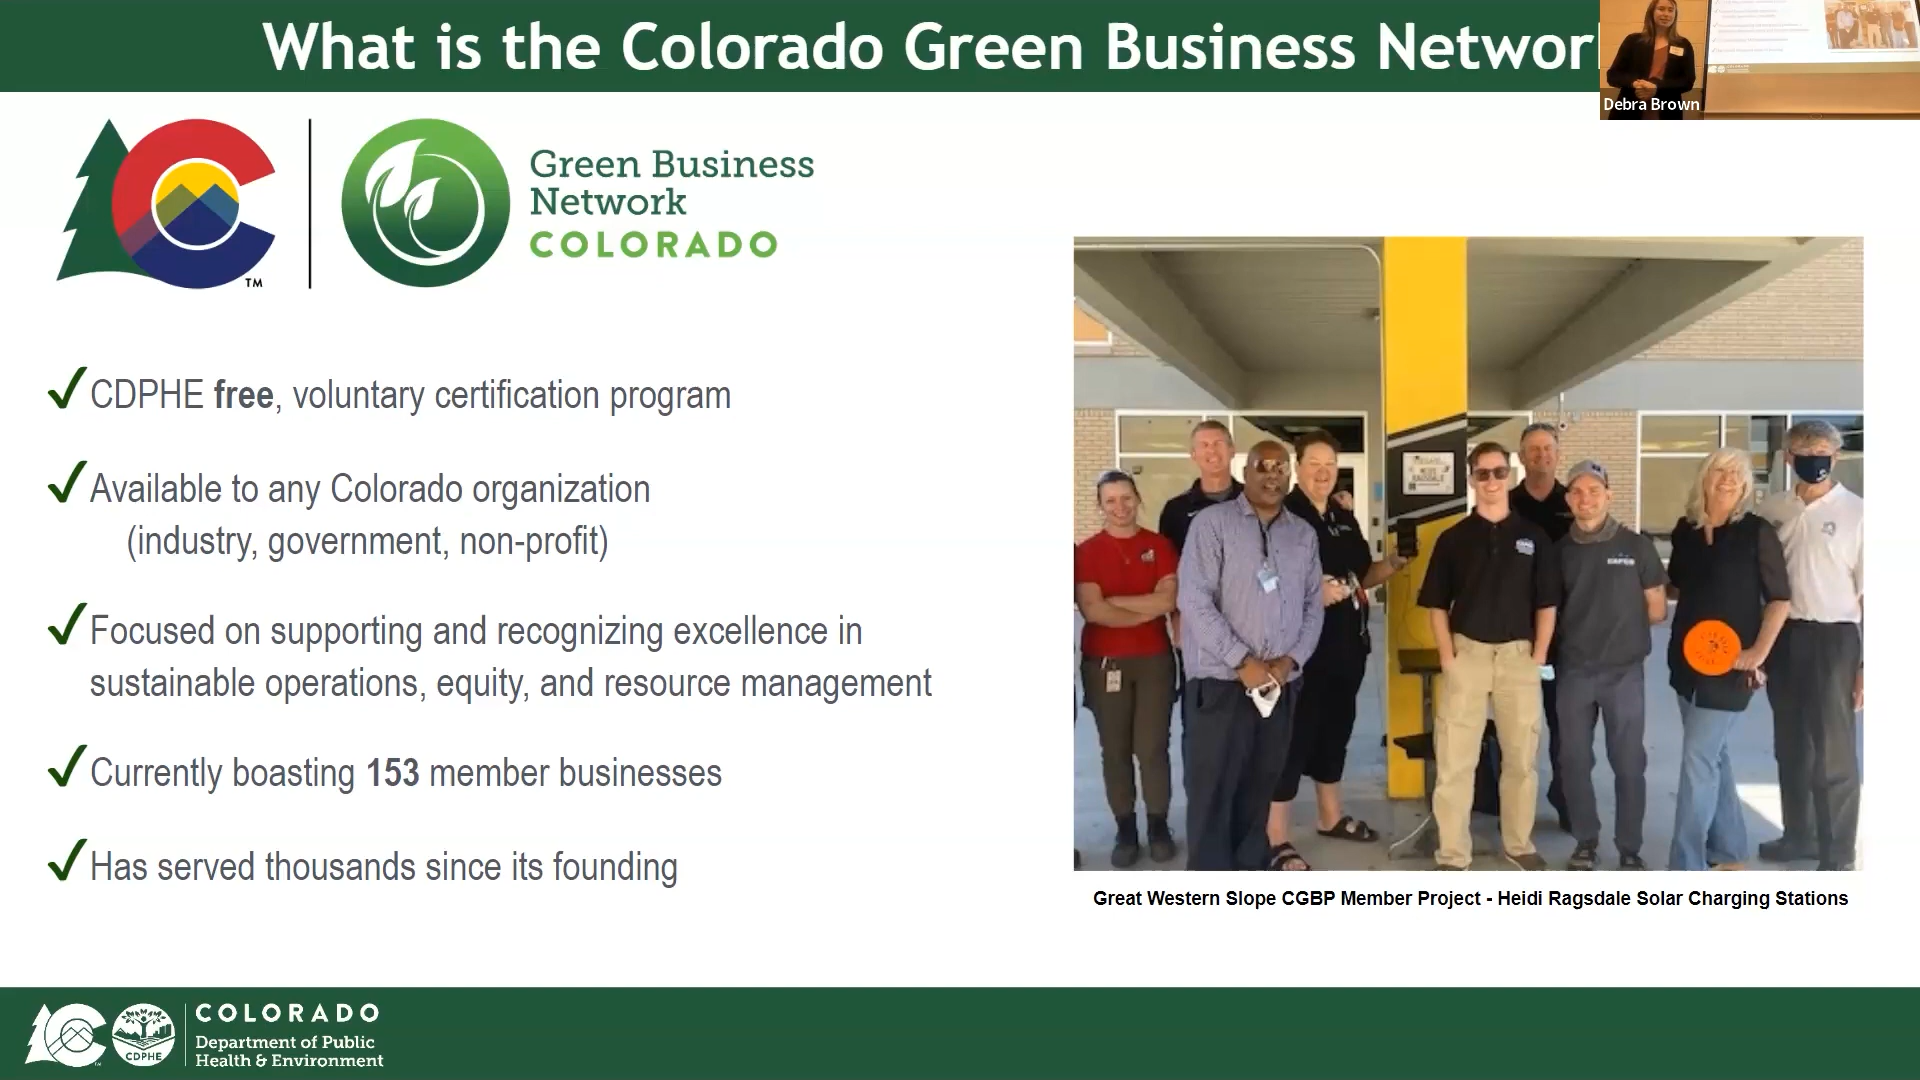 What is the Colorado Green Business Networ
Debra Brown
TM
Green Business
Network
COLORADO
CDPHE free, voluntary certification program
Available to any Colorado organization
(industry, government, non-profit)
Focused on supporting and recognizing excellence in
sustainable operations, equity, and resource management
Currently boasting 153 member businesses
Has served thousands since its founding
Great Western Slope CGBP Member Project - Heidi Ragsdale Solar Charging Stations
CDPHE
COLORADO
Department of Public
Health & Environment